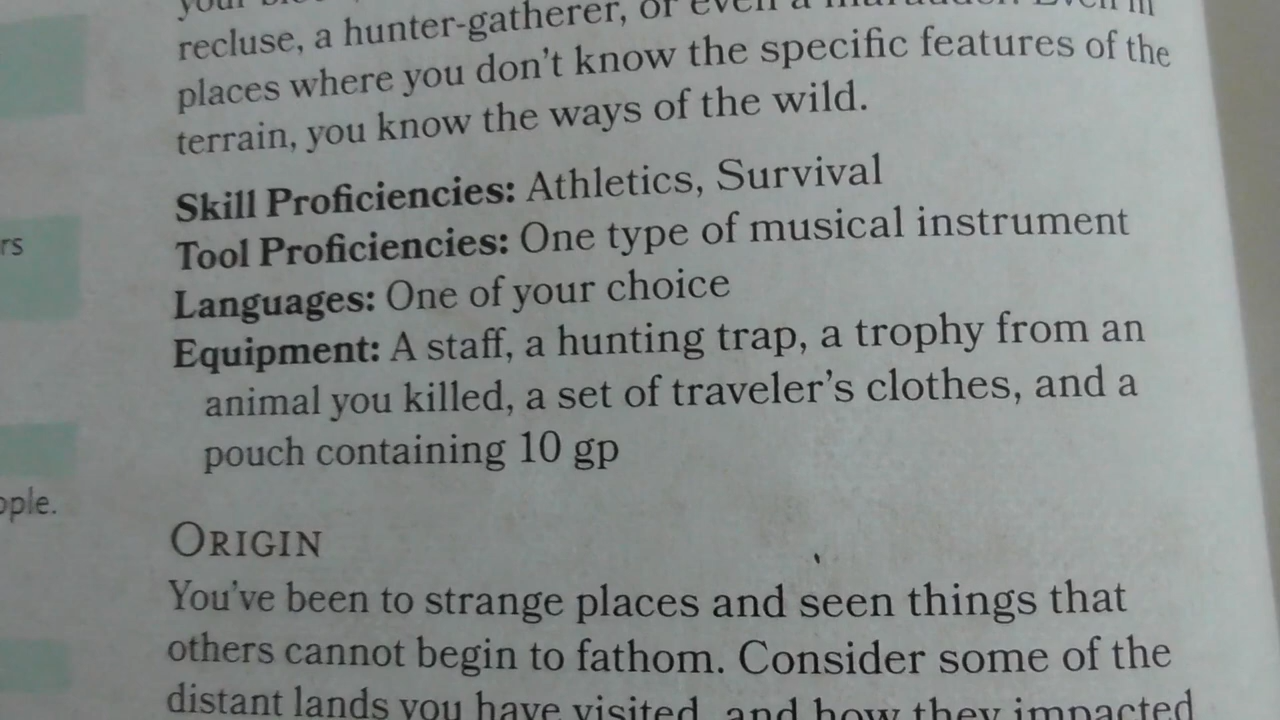 recluse, a hunter-gatherer, or even a marauder. Even in
places where you don't know the specific features of the
terrain, you know the ways of the wild.
Skill Proficiencies: Athletics, Survival
Tool Proficiencies: One type of musical instrument
Languages: One of your choice
Equipment: A staff, a hunting trap, a trophy from an
animal you killed, a set of traveler's clothes, and a
pouch containing 10 gp
ORIGIN
You've been to strange places and seen things that
others cannot begin to fathom. Consider some of the
distant lands you have visited, and how they impacted
rs
ople.